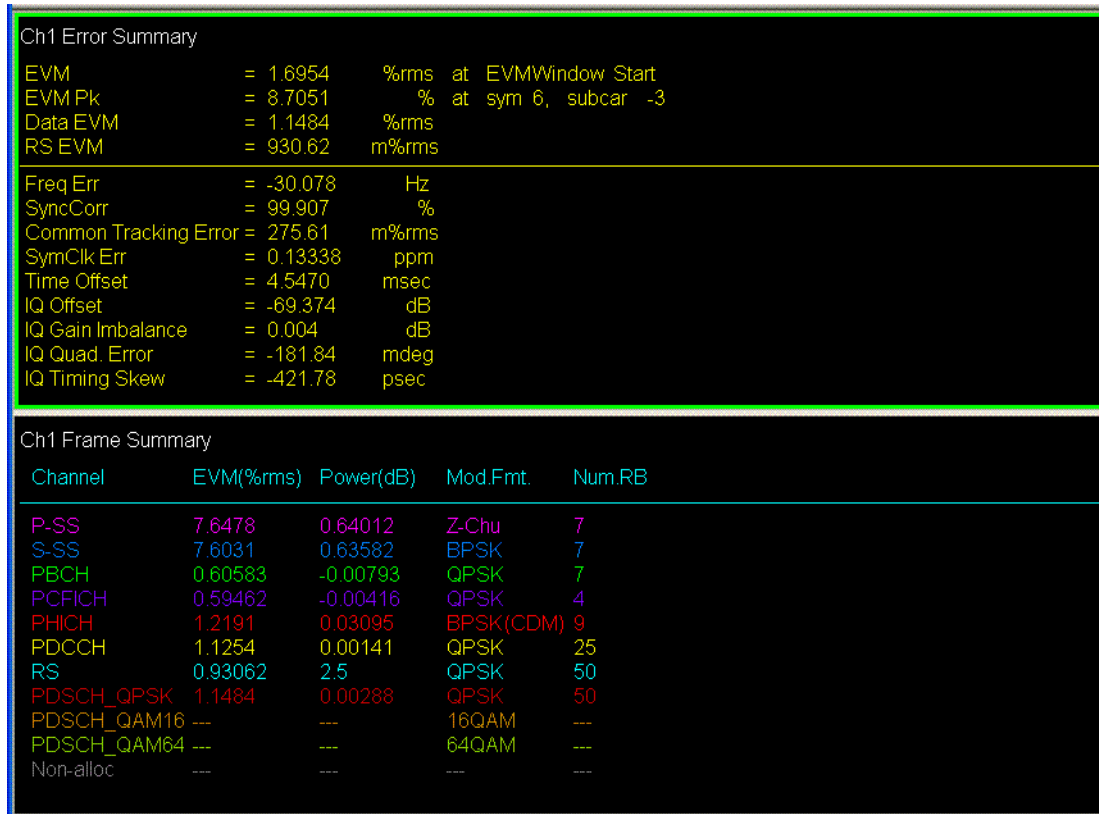 Ch1 Error Summary
EVM = 1.6954 %rms at EVMWindow Start
EVM Pk = 8.7051 % at sym 6, subcar -3
Data EVM = 1.1484 %rms
RS EVM = 930.62 m%rms
Freq Err = -30.078 Hz
SyncCorr = 99.907 %
Common Tracking Error = 275.61 m%rms
SymClk Err = 0.13338 ppm
Time Offset = 4.5470 msec
IQ Offset = -69.374 dB
IQ Gain Imbalance = 0.004 dB
IQ Quad. Error = -181.84 mdeg
IQ Timing Skew = -421.78 psec
Ch1 Frame Summary
Channel EVM(%rms) Power(dB) Mod.Fmt. Num.RB
P-SS 7.6478 0.64012 Z-Chu 7
S-SS 7.6031 0.63582 BPSK 7
PBCH 0.60583 -0.00793 QPSK 7
PCFICH 0.59462 -0.00416 QPSK 4
PHICH 1.2191 0.03095 BPSK(CDM) 9
PDCCH 1.1254 0.00141 QPSK 25
RS 0.93062 2.5 QPSK 50
PDSCH_QPSK 1.1484 0.00288 QPSK 50
PDSCH_QAM16 --- --- 16QAM ---
PDSCH_QAM64 --- --- 64QAM ---
Non-alloc --- --- --- ---